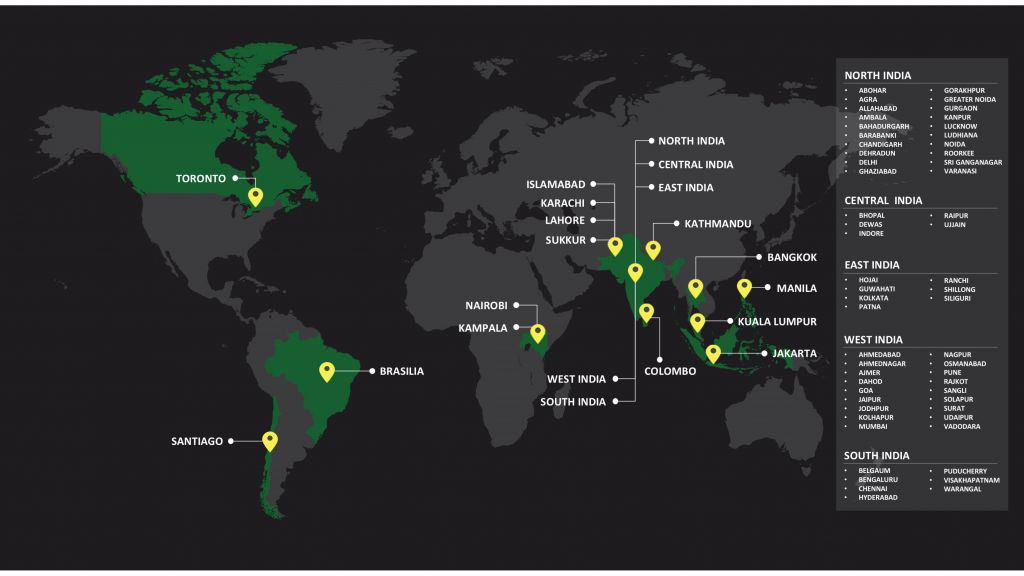 TORONTO
SANTIAGO
BRASILIA
NAIROBI
KAMPALA
ISLAMABAD
KARACHI
LAHORE
SUKKUR
NORTH INDIA
CENTRAL INDIA
EAST INDIA
KATHMANDU
BANGKOK
MANILA
KUALA LUMPUR
JAKARTA
COLOMBO
WEST INDIA
SOUTH INDIA
NORTH INDIA
• ABOHAR
• AGRA
• ALLAHABAD
• AMBALA
• BAHADURGARH
• BARABANKI
• CHANDIGARH
• DEHRADUN
• DELHI
• GHAZIABAD
• GORAKHPUR
• GREATER NOIDA
• GURGAON
• KANPUR
• LUCKNOW
• LUDHIANA
• NOIDA
• ROORKEE
• SRI GANGANAGAR
• VARANASI
CENTRAL INDIA
• BHOPAL
• DEWAS
• INDORE
• RAIPUR
• UJJAIN
EAST INDIA
• HOJAI
• GUWAHATI
• KOLKATA
• PATNA
• RANCHI
• SHILLONG
• SILIGURI
WEST INDIA
• AHMEDABAD
• AHMEDNAGAR
• AJMER
• DAHOD
• GOA
• JAIPUR
• JODHPUR
• KOLHAPUR
• MUMBAI
• NAGPUR
• OSMANABAD
• PUNE
• RAJKOT
• SANGLI
• SOLAPUR
• SURAT
• UDAIPUR
• VADODARA
SOUTH INDIA
• BELGAUM
• BENGALURU
• CHENNAI
• HYDERABAD
• PUDUCHERRY
• VISAKHAPATNAM
• WARANGAL